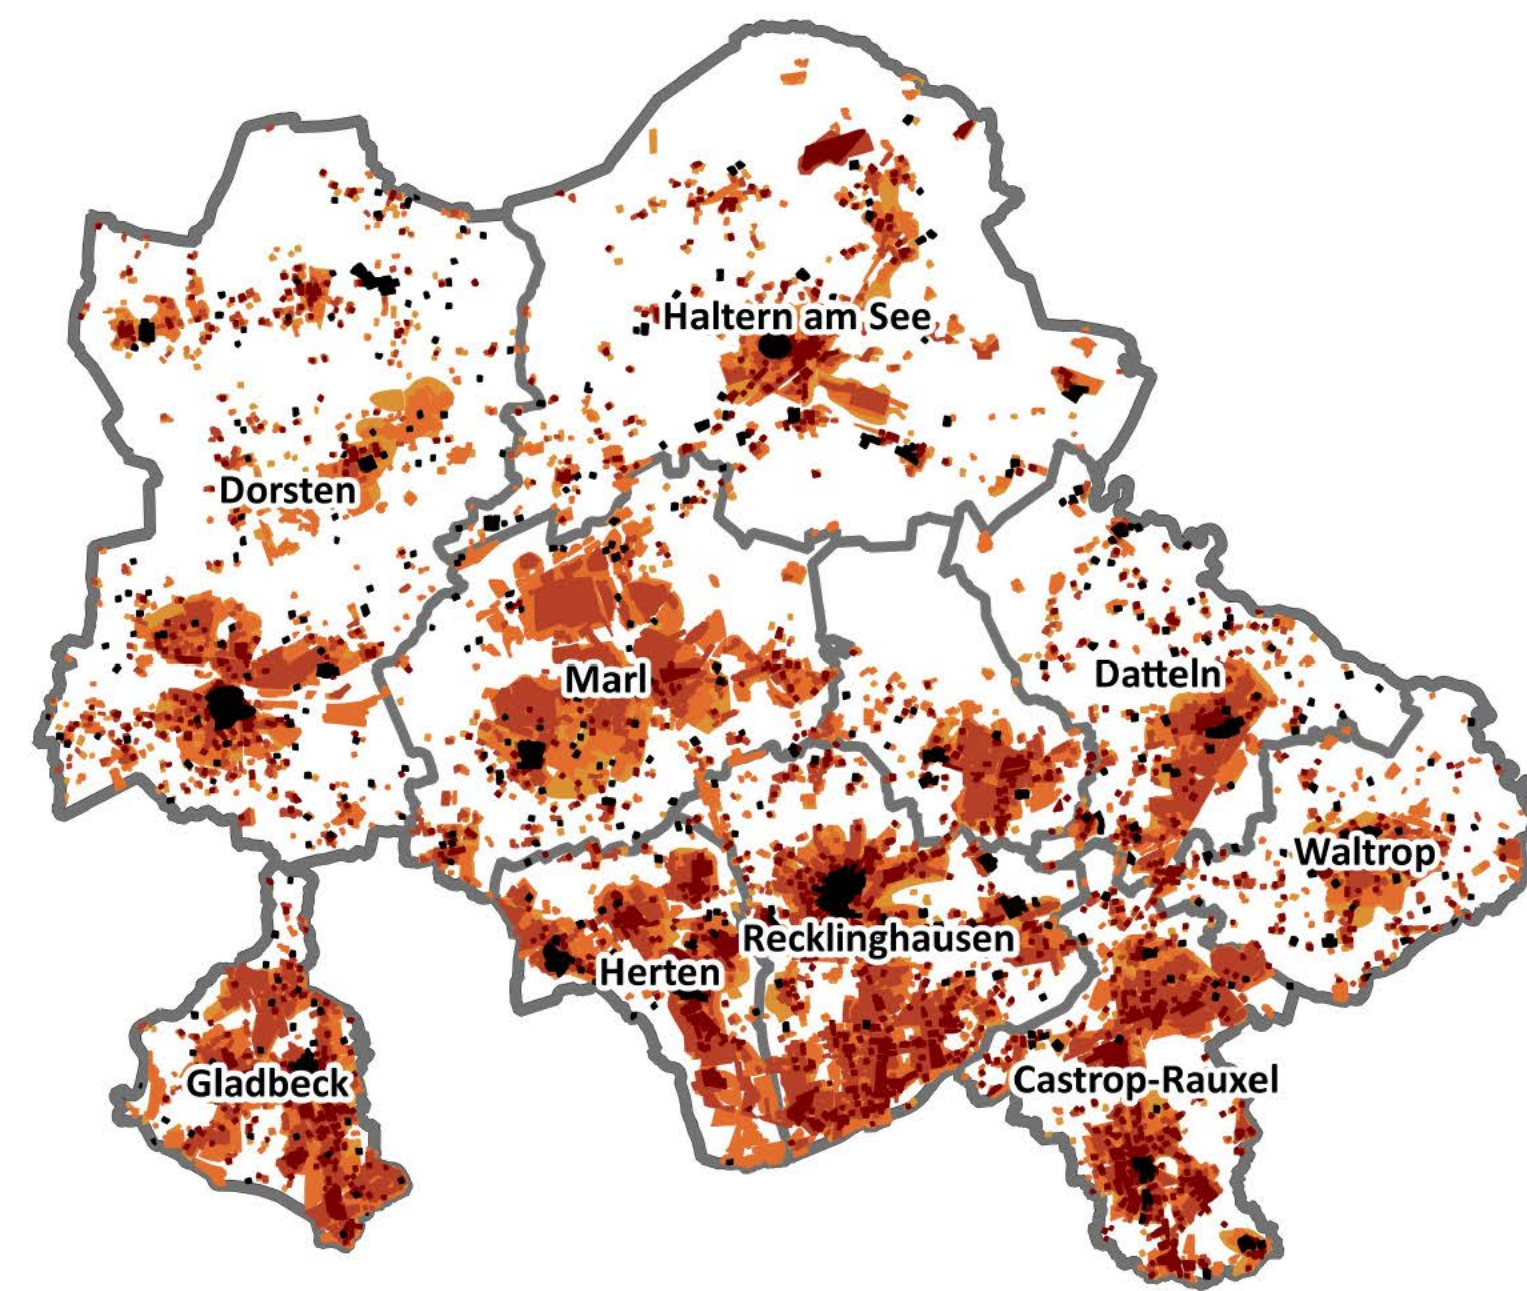 Haltern am See
Dorsten
Marl
Datteln
Waltrop
Recklinghausen
Herten
Gladbeck
Castrop-Rauxel